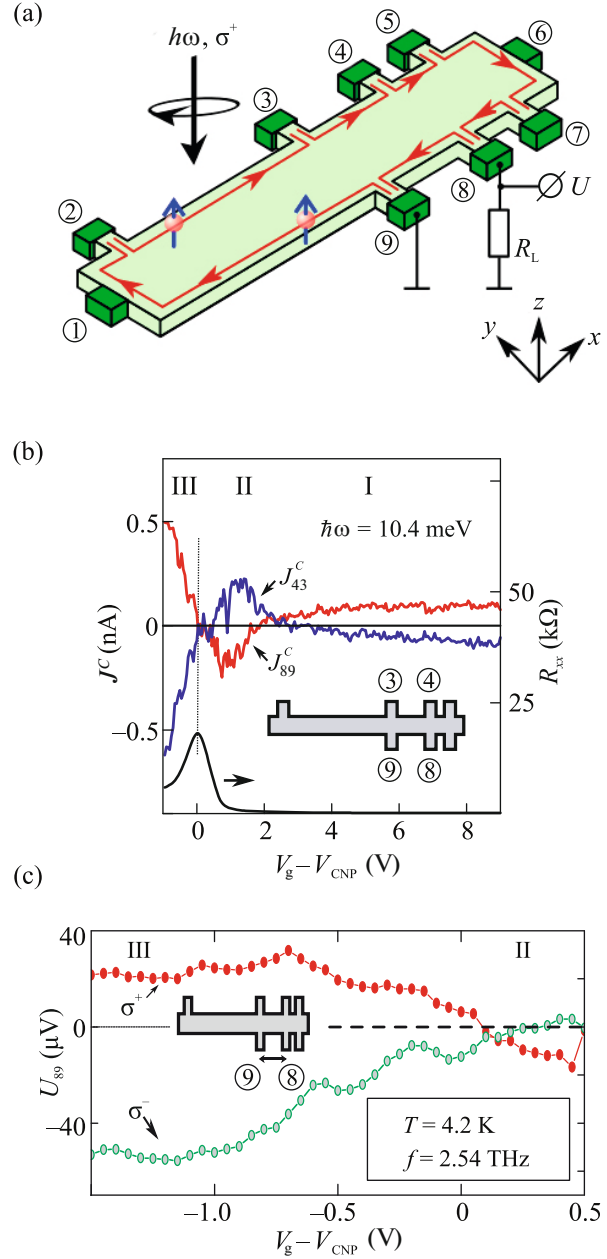 (a)
ℏω, σ⁺
①
②
③
④
⑤
⑥
⑦
⑧
⑨
U
R_L
z
y
x
(b)
III
II
I
ℏω = 10.4 meV
J^C_43
J^C_89
0.5
0
−0.5
J^C (nA)
50
25
R_xx (kΩ)
③ ④
⑨ ⑧
0 2 4 6 8
V_g – V_CNP (V)
(c)
40
0
−40
U_89 (µV)
III
II
σ⁺
σ⁻
⑨ ⑧
T = 4.2 K
f = 2.54 THz
−1.0 −0.5 0 0.5
V_g – V_CNP (V)